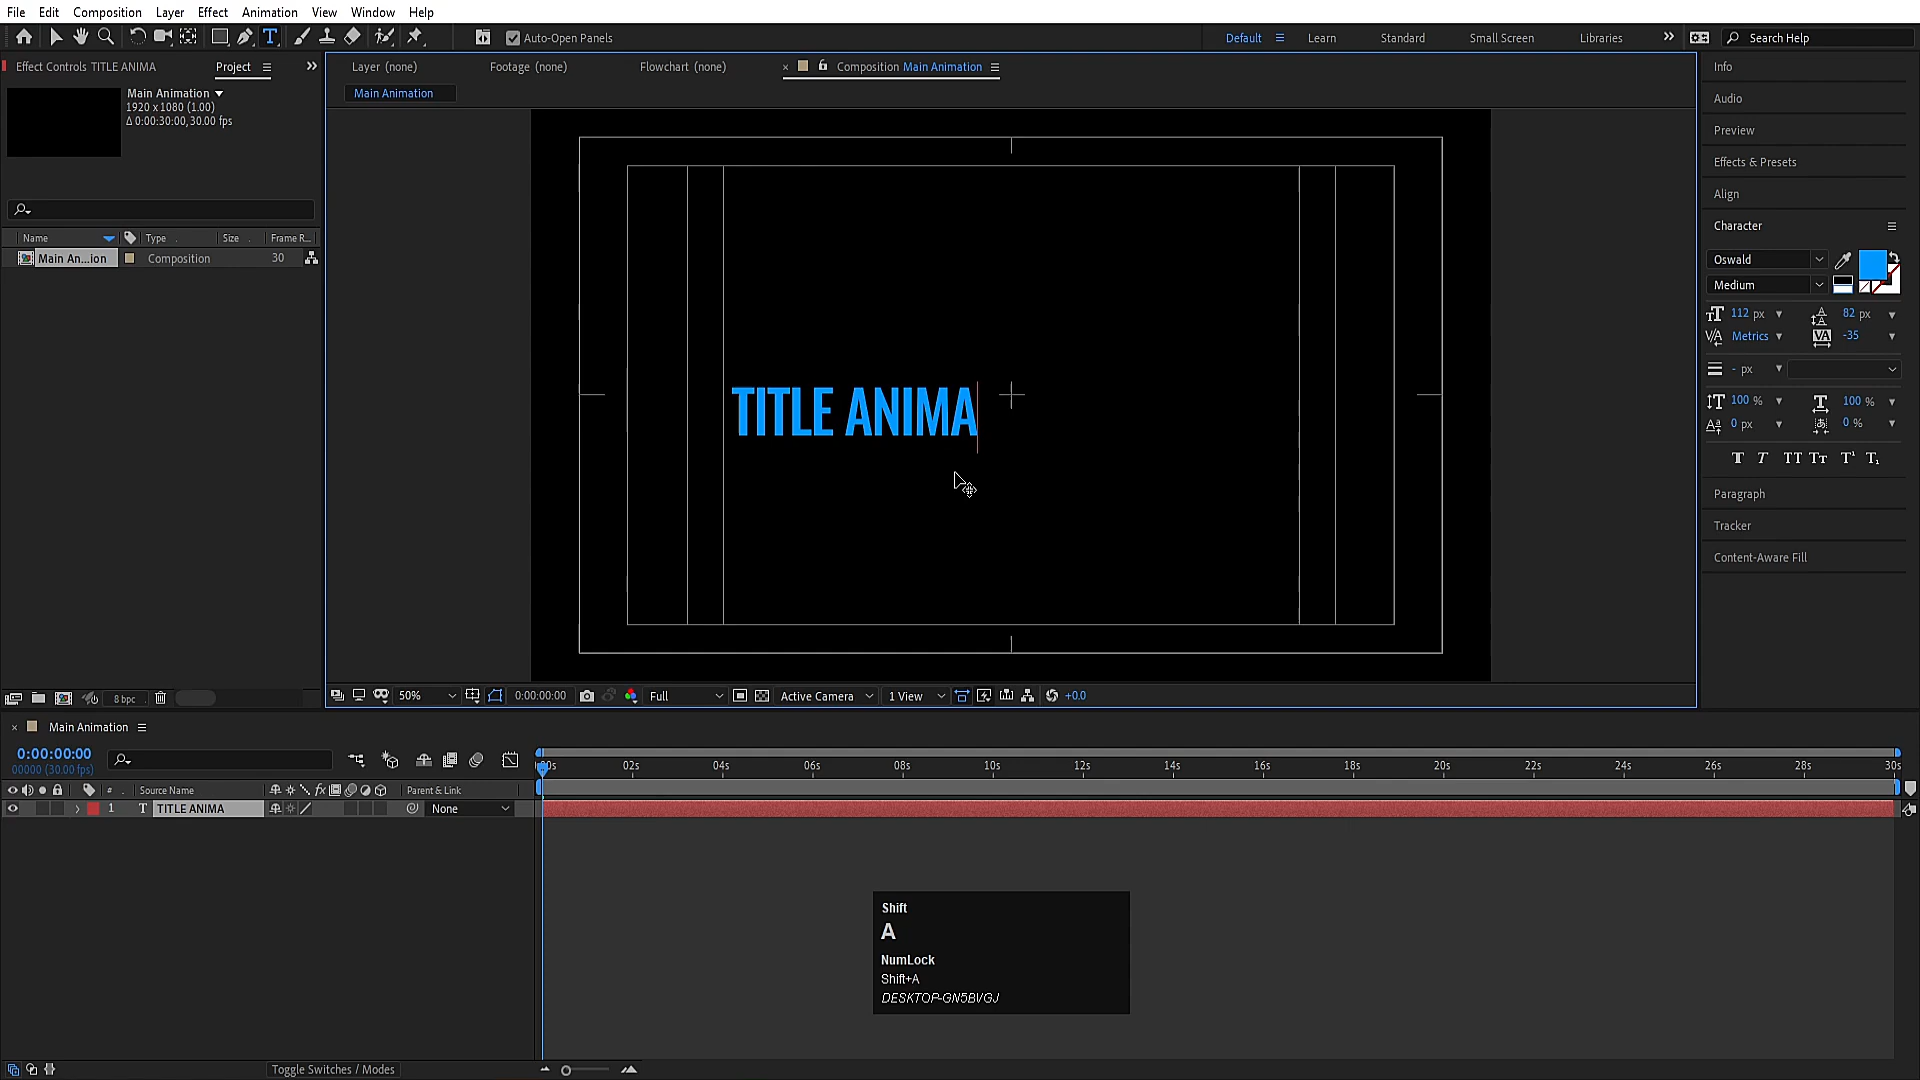 File Edit Composition Layer Effect Animation View Window Help
Auto-Open Panels
Default Learn Standard Small Screen Libraries Search Help
Effect Controls TITLE ANIMA Project
Layer (none) Footage (none) Flowchart (none) Composition Main Animation
Main Animation
Main Animation
1920 x 1080 (1.00)
Δ 0:00:30:00, 30.00 fps
Name Type Size Frame R...
Main An...ion Composition 30
TITLE ANIMA
Info
Audio
Preview
Effects & Presets
Align
Character
Oswald
Medium
112 px 82 px
Metrics -35
- px
100 % 100 %
0 px 0 %
T T TT Tt T¹ T₁
Paragraph
Tracker
Content-Aware Fill
8 bpc
50% 0:00:00:00 Full Active Camera 1 View +0.0
Main Animation
0:00:00:00
00000 (30.00 fps)
02s 04s 06s 08s 10s 12s 14s 16s 18s 20s 22s 24s 26s 28s 30s
# Source Name fx Parent & Link
1 T TITLE ANIMA None
Shift
A
NumLock
Shift+A
DESKTOP-GN5BVGJ
Toggle Switches / Modes